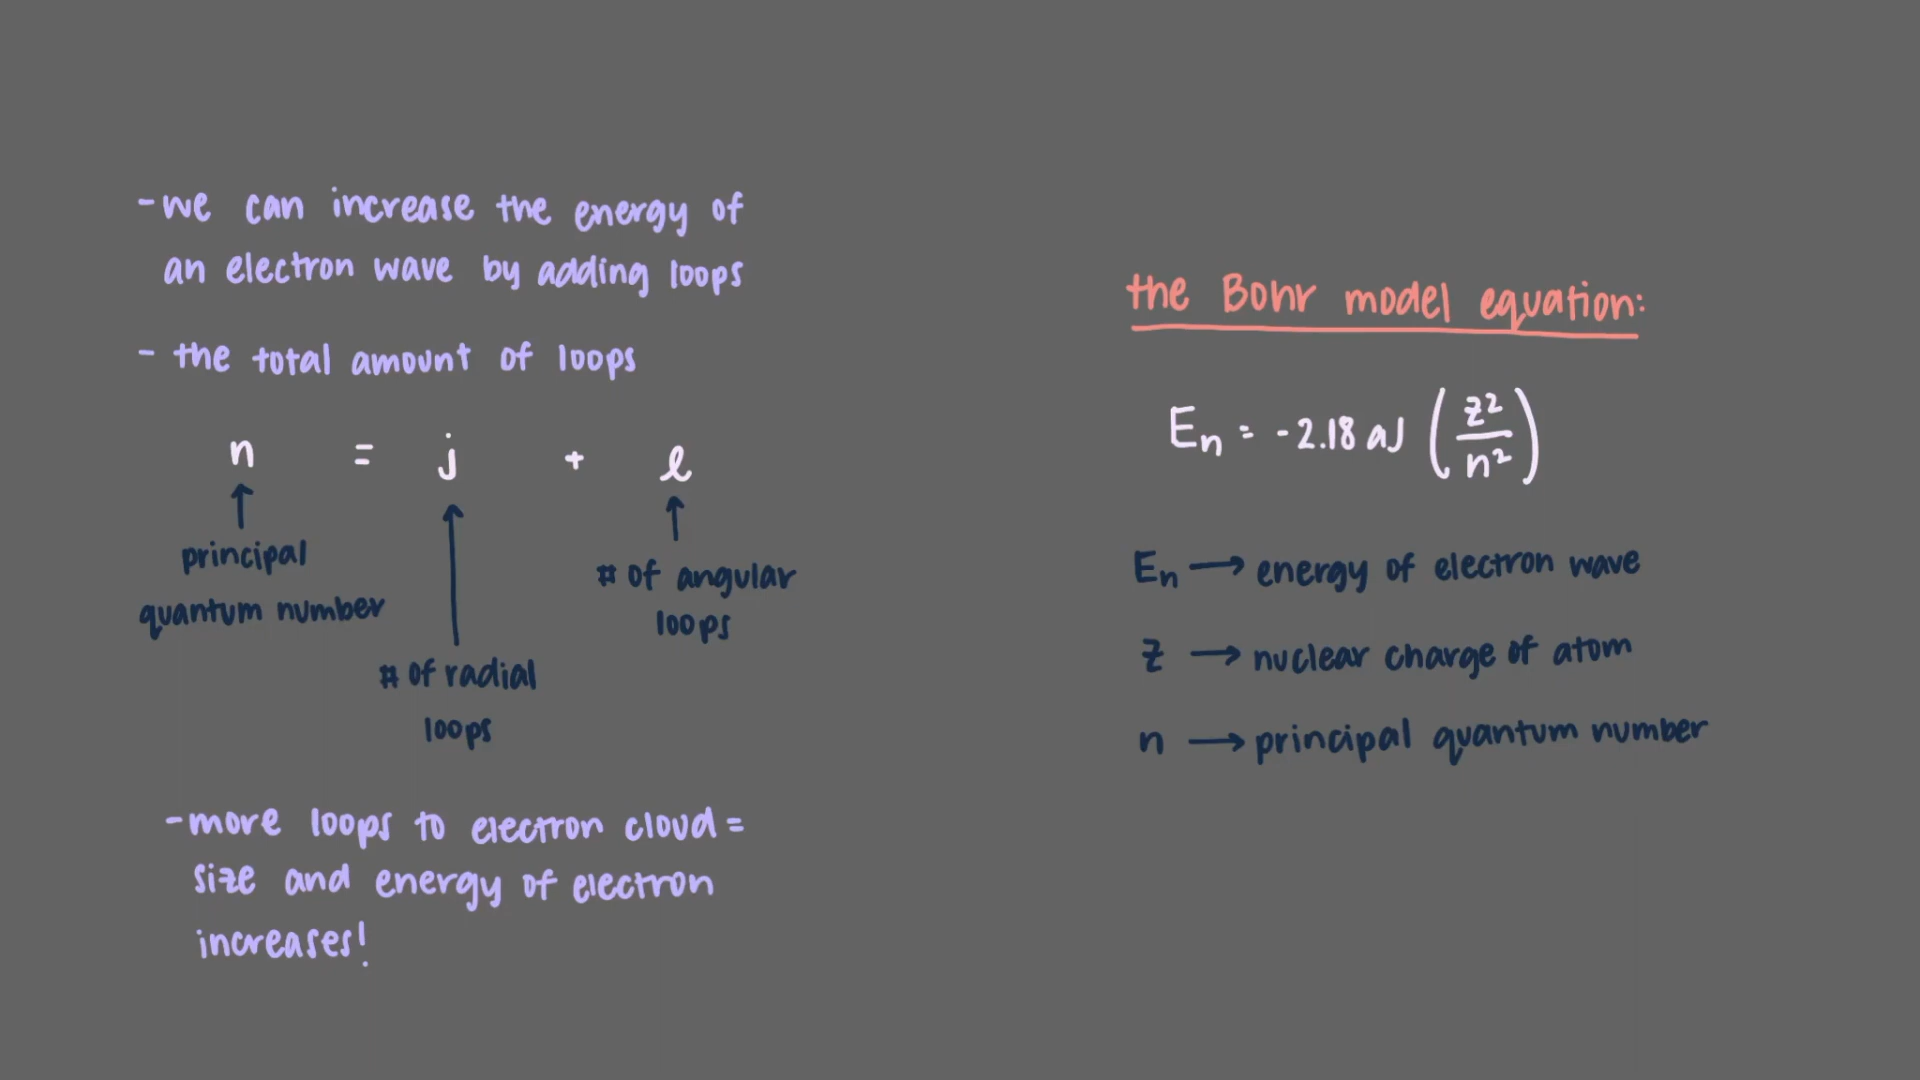 -we can increase the energy of
an electron wave by adding loops
- the total amount of loops
n = j + ℓ
principal
quantum number
# of radial
loops
# of angular
loops
-more loops to electron cloud =
size and energy of electron
increases!
the Bohr model equation:
En = -2.18 aJ (z²/n²)
En → energy of electron wave
z → nuclear charge of atom
n → principal quantum number